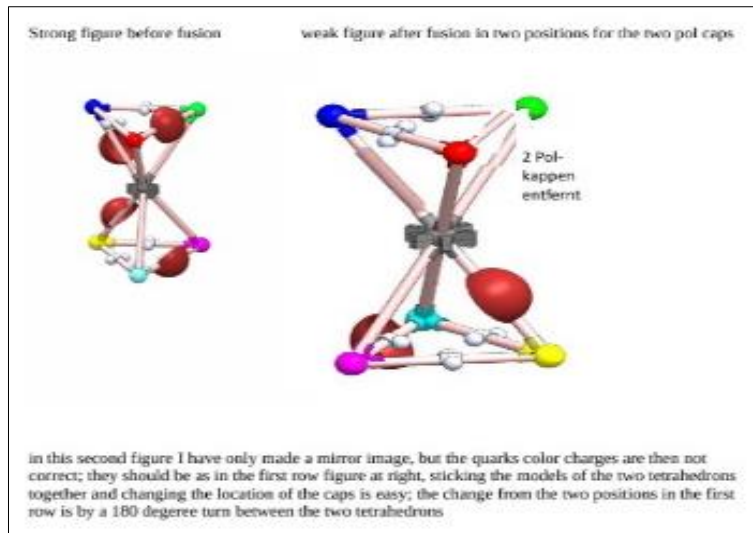 Strong figure before fusion
weak figure after fusion in two positions for the two pol caps
2 Pol-
kappen
entfernt
in this second figure I have only made a mirror image, but the quarks color charges are then not
correct; they should be as in the first row figure at right, sticking the models of the two tetrahedrons
together and changing the location of the caps is easy; the change from the two positions in the first
row is by a 180 degeree turn between the two tetrahedrons